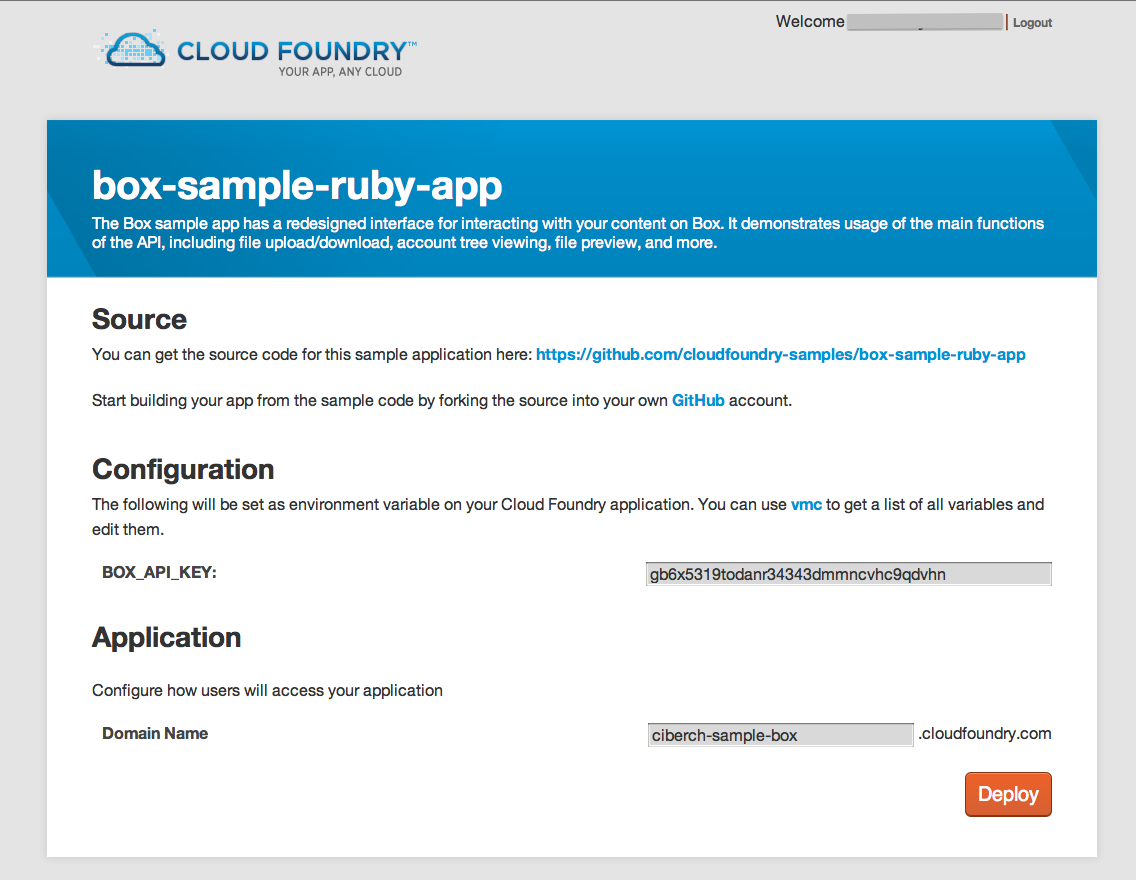 Welcome
Logout
CLOUD FOUNDRY™
YOUR APP, ANY CLOUD
box-sample-ruby-app
The Box sample app has a redesigned interface for interacting with your content on Box. It demonstrates usage of the main functions
of the API, including file upload/download, account tree viewing, file preview, and more.
Source
You can get the source code for this sample application here: https://github.com/cloudfoundry-samples/box-sample-ruby-app
Start building your app from the sample code by forking the source into your own GitHub account.
Configuration
The following will be set as environment variable on your Cloud Foundry application. You can use vmc to get a list of all variables and
edit them.
BOX_API_KEY: gb6x5319todanr34343dmmncvhc9qdvhn
Application
Configure how users will access your application
Domain Name ciberch-sample-box .cloudfoundry.com
Deploy